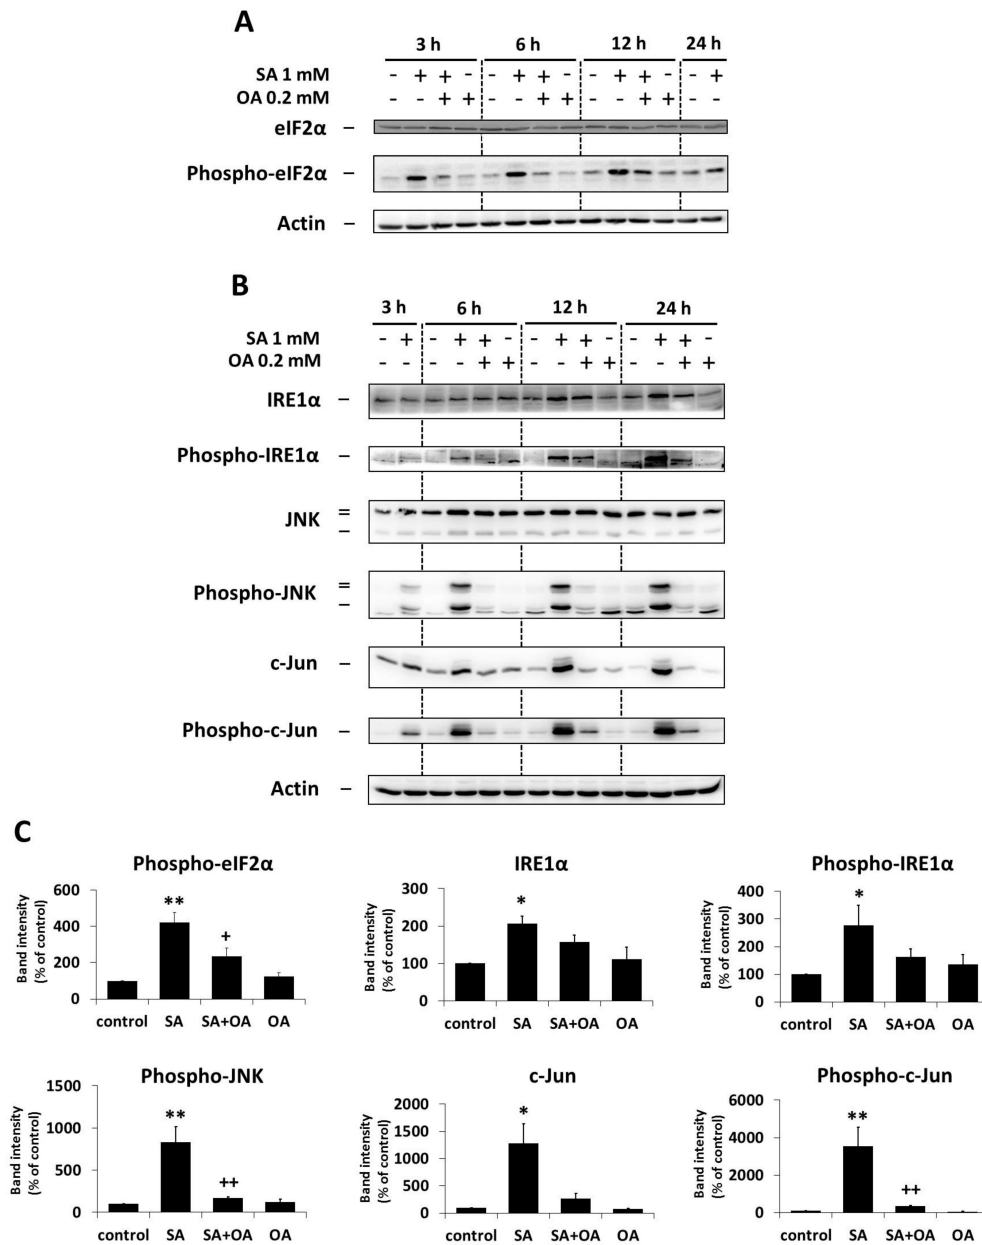 A
3 h 6 h 12 h 24 h
SA 1 mM - + + - - + + - - + + - - +
OA 0.2 mM - - + + - - + + - - + + - -
eIF2α –
Phospho-eIF2α –
Actin –
B
3 h 6 h 12 h 24 h
SA 1 mM - + - + + - - + + - - + + -
OA 0.2 mM - - - - + + - - + + - - + +
IRE1α –
Phospho-IRE1α –
JNK = –
Phospho-JNK = –
c-Jun –
Phospho-c-Jun –
Actin –
C
Phospho-eIF2α
Band intensity
(% of control)
600
400
200
0
**
+
control SA SA+OA OA
IRE1α
Band intensity
(% of control)
300
200
100
0
*
control SA SA+OA OA
Phospho-IRE1α
Band intensity
(% of control)
400
300
200
100
0
*
control SA SA+OA OA
Phospho-JNK
Band intensity
(% of control)
1500
1000
500
0
**
++
control SA SA+OA OA
c-Jun
Band intensity
(% of control)
2000
1500
1000
500
0
*
control SA SA+OA OA
Phospho-c-Jun
Band intensity
(% of control)
6000
4000
2000
0
**
++
control SA SA+OA OA